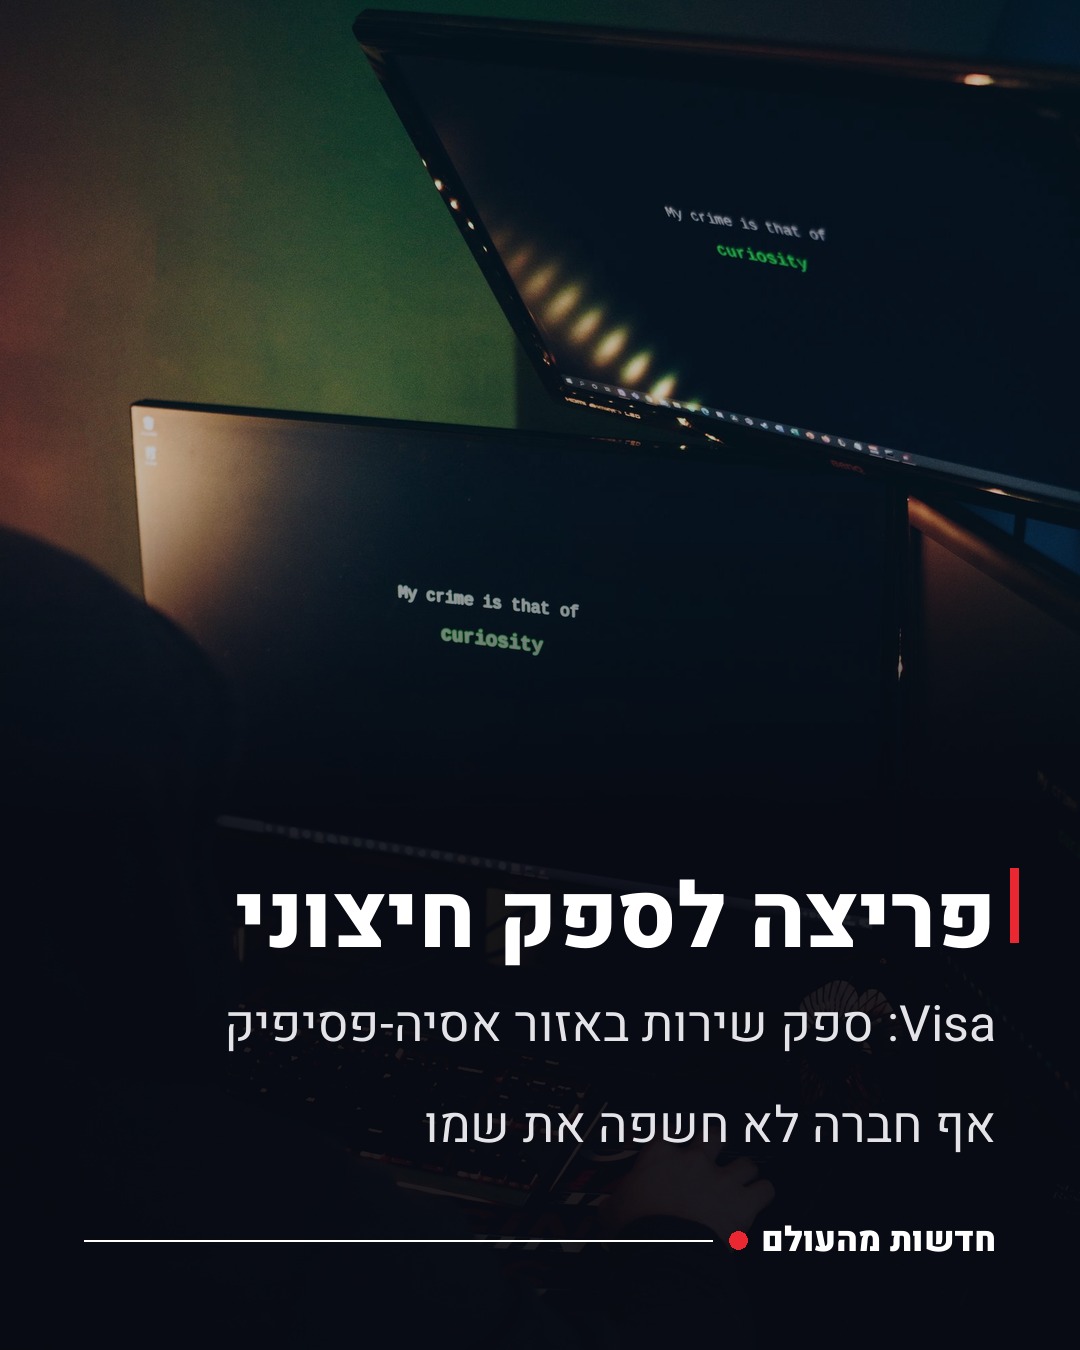 My crime is that of
curiosity
My crime is that of
curiosity
פריצה לספק חיצוני
Visa: ספק שירות באזור אסיה-פסיפיק
אף חברה לא חשפה את שמו
חדשות מהעולם